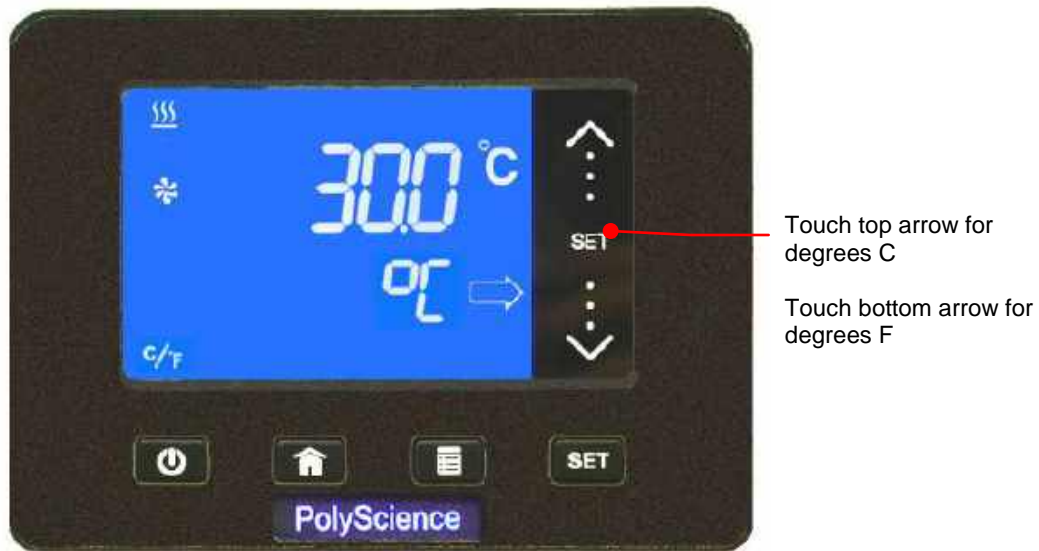 30.0 °C
SET
°C
C/°F
Touch top arrow for
degrees C
Touch bottom arrow for
degrees F
SET
PolyScience